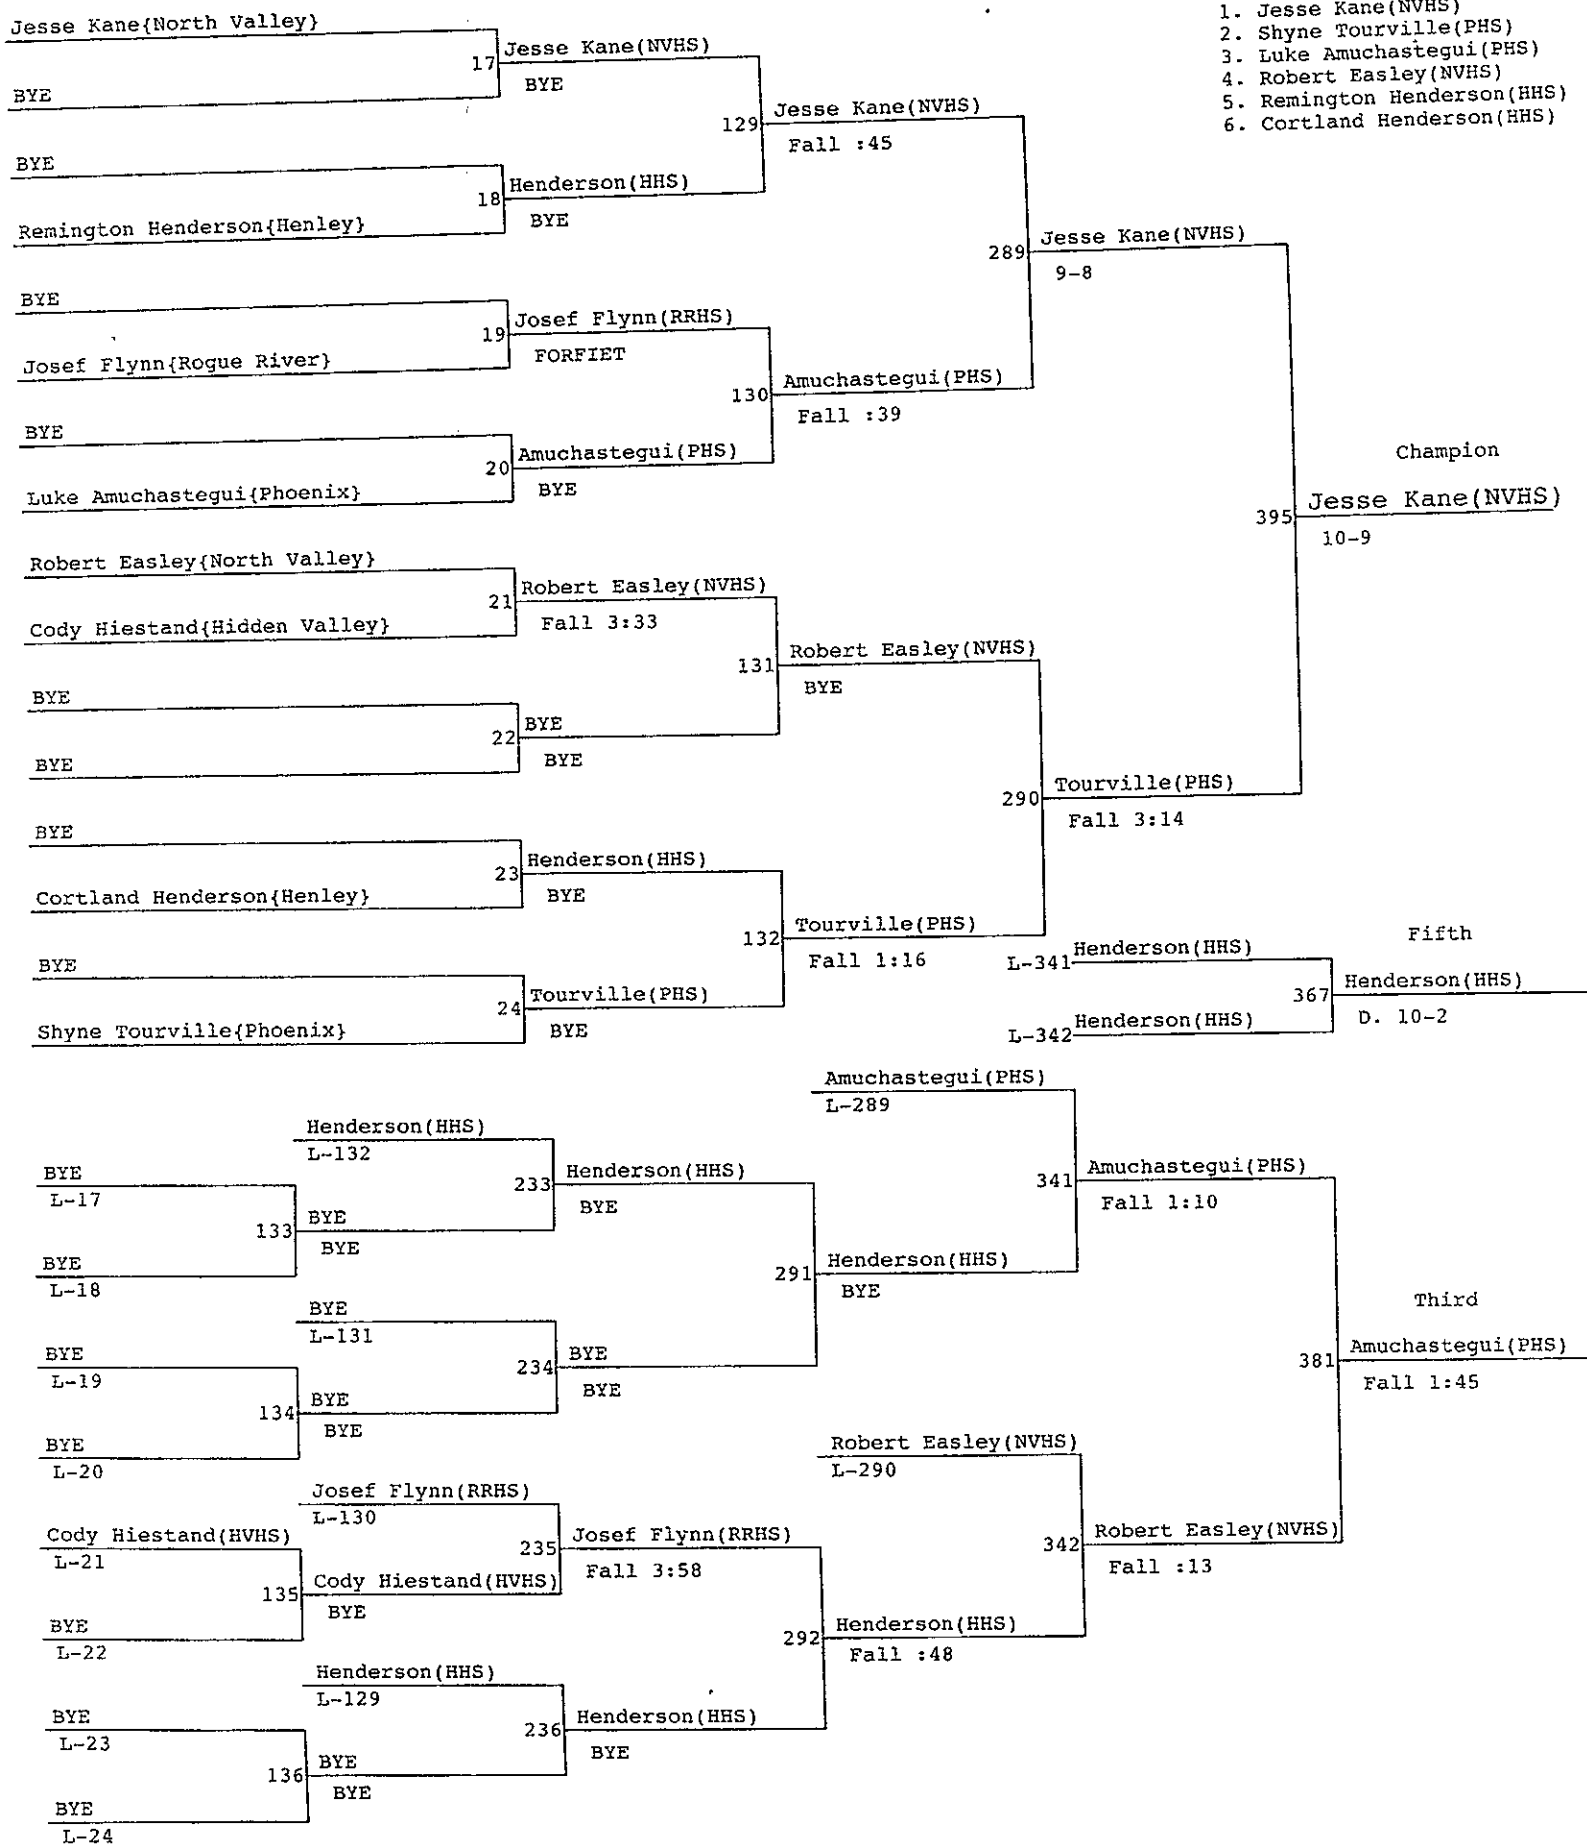 1. Jesse Kane(NVHS)
2. Shyne Tourville(PHS)
3. Luke Amuchastegui(PHS)
4. Robert Easley(NVHS)
5. Remington Henderson(HHS)
6. Cortland Henderson(HHS)
Jesse Kane{North Valley}
17
Jesse Kane(NVHS)
BYE
BYE
129
Jesse Kane(NVHS)
Fall :45
BYE
18
Henderson(HHS)
BYE
Remington Henderson{Henley}
289
Jesse Kane(NVHS)
9-8
BYE
19
Josef Flynn(RRHS)
FORFIET
Josef Flynn{Rogue River}
130
Amuchastegui(PHS)
Fall :39
BYE
20
Amuchastegui(PHS)
BYE
Luke Amuchastegui{Phoenix}
Champion
395
Jesse Kane(NVHS)
10-9
Robert Easley{North Valley}
21
Robert Easley(NVHS)
Fall 3:33
Cody Hiestand{Hidden Valley}
131
Robert Easley(NVHS)
BYE
BYE
22
BYE
BYE
BYE
290
Tourville(PHS)
Fall 3:14
BYE
23
Henderson(HHS)
BYE
Cortland Henderson{Henley}
132
Tourville(PHS)
Fall 1:16
BYE
24
Tourville(PHS)
BYE
Shyne Tourville{Phoenix}
Fifth
L-341
Henderson(HHS)
367
Henderson(HHS)
D. 10-2
L-342
Henderson(HHS)
Amuchastegui(PHS)
L-289
Henderson(HHS)
L-132
BYE
L-17
233
Henderson(HHS)
BYE
341
Amuchastegui(PHS)
Fall 1:10
133
BYE
BYE
BYE
L-18
291
Henderson(HHS)
BYE
BYE
L-131
Third
BYE
L-19
234
BYE
BYE
381
Amuchastegui(PHS)
Fall 1:45
134
BYE
BYE
BYE
L-20
Robert Easley(NVHS)
L-290
Josef Flynn(RRHS)
L-130
Cody Hiestand(HVHS)
L-21
235
Josef Flynn(RRHS)
Fall 3:58
342
Robert Easley(NVHS)
Fall :13
135
Cody Hiestand(HVHS)
BYE
BYE
L-22
292
Henderson(HHS)
Fall :48
Henderson(HHS)
L-129
BYE
L-23
236
Henderson(HHS)
BYE
136
BYE
BYE
BYE
L-24